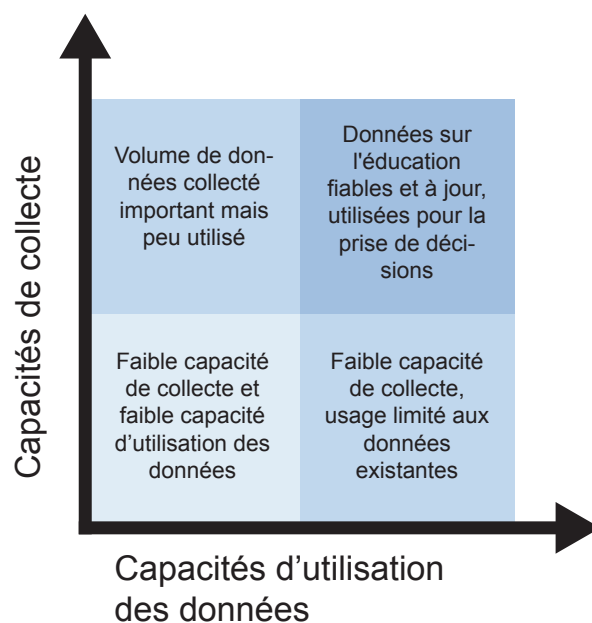 Capacités de collecte
Volume de don-
nées collecté
important mais
peu utilisé
Données sur
l'éducation
fiables et à jour,
utilisées pour la
prise de déci-
sions
Faible capacité
de collecte et
faible capacité
d’utilisation des
données
Faible capacité
de collecte,
usage limité aux
données
existantes
Capacités d’utilisation
des données